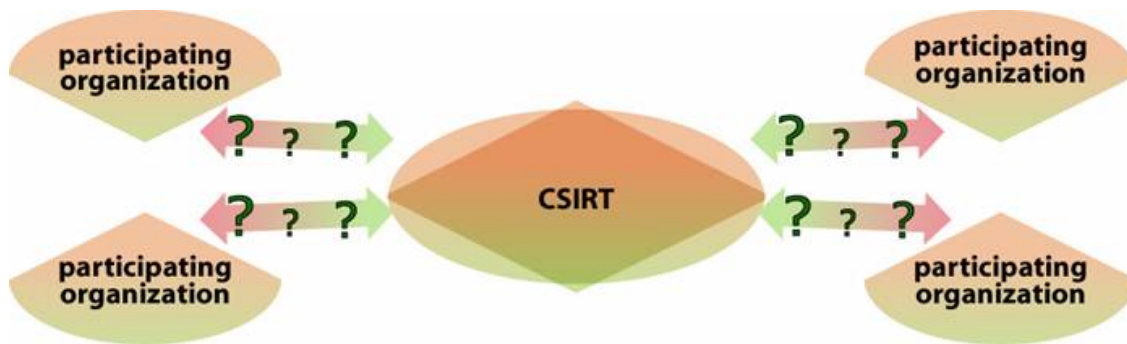 participating
organization
participating
organization
? ? ?
? ? ?
CSIRT
? ? ?
? ? ?
participating
organization
participating
organization